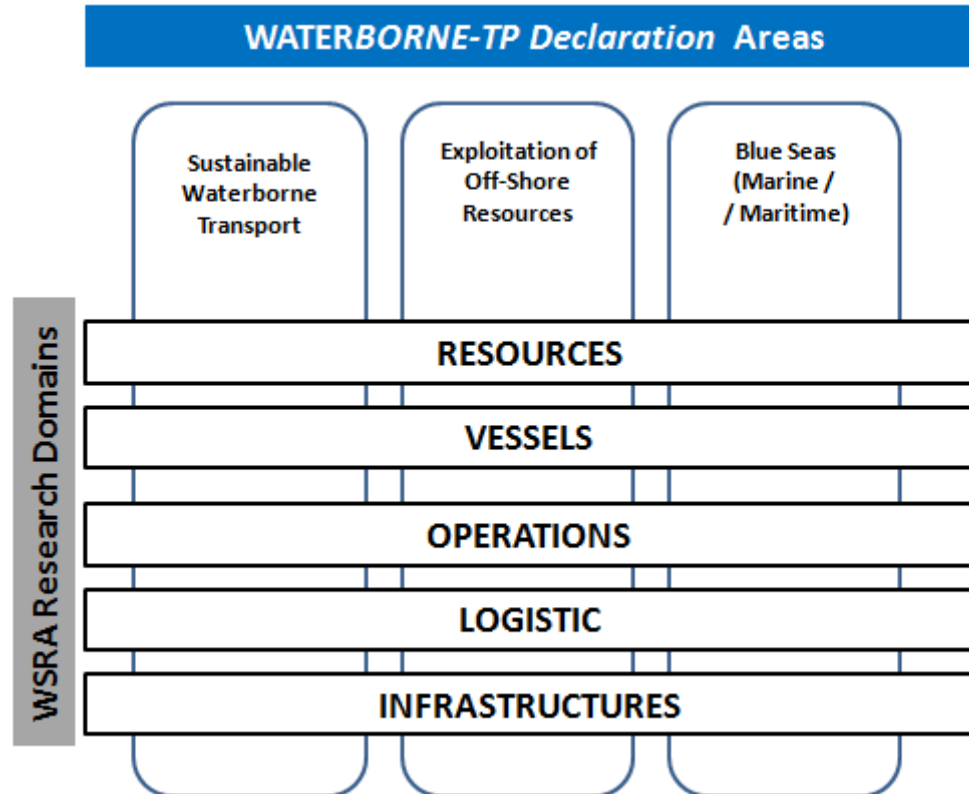 WATERBORNE-TP Declaration Areas
Sustainable
Waterborne
Transport
Exploitation of
Off-Shore
Resources
Blue Seas
(Marine /
/ Maritime)
WSRA Research Domains
RESOURCES
VESSELS
OPERATIONS
LOGISTIC
INFRASTRUCTURES